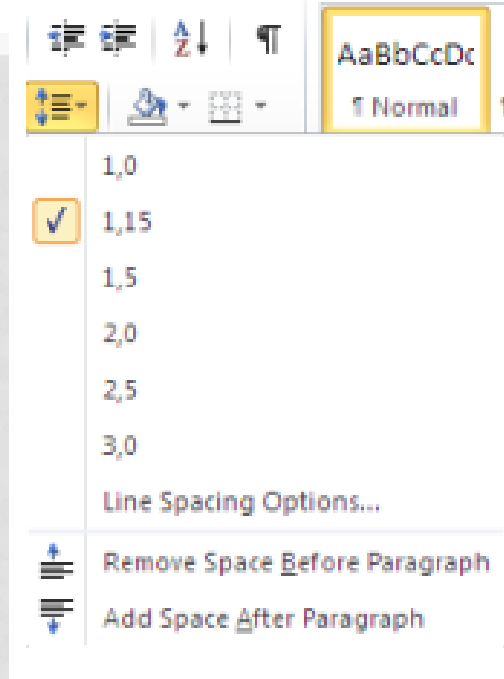 AaBbCcDc
¶ Normal
1,0
1,15
1,5
2,0
2,5
3,0
Line Spacing Options...
Remove Space Before Paragraph
Add Space After Paragraph